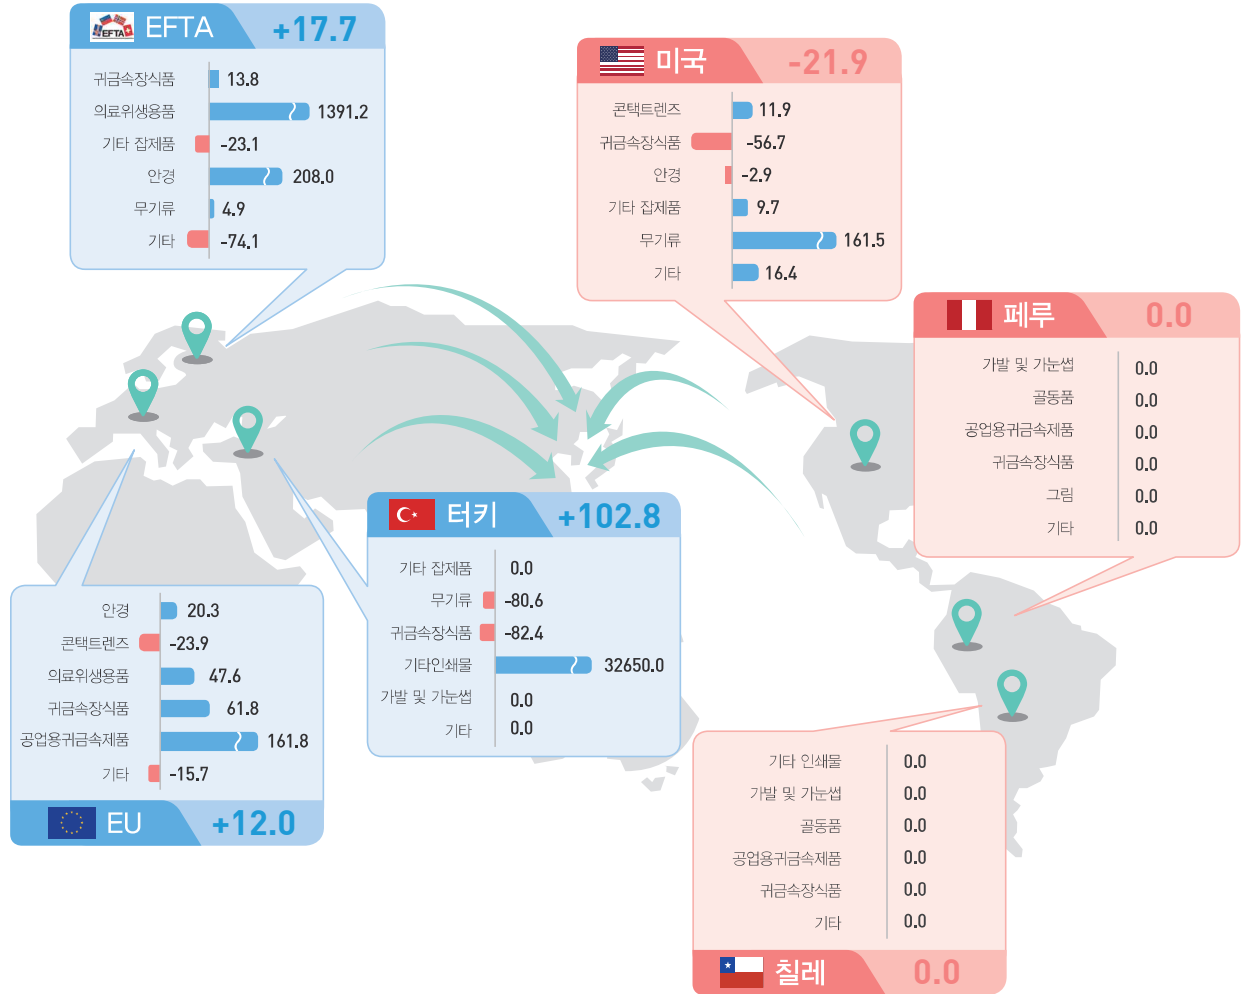 EFTA
EFTA +17.7
귀금속장식품 13.8
의료위생용품 1391.2
기타 잡제품 -23.1
안경 208.0
무기류 4.9
기타 -74.1
미국 -21.9
콘택트렌즈 11.9
귀금속장식품 -56.7
안경 -2.9
기타 잡제품 9.7
무기류 161.5
기타 16.4
페루 0.0
가발 및 가눈썹 0.0
골동품 0.0
공업용귀금속제품 0.0
귀금속장식품 0.0
그림 0.0
기타 0.0
터키 +102.8
기타 잡제품 0.0
무기류 -80.6
귀금속장식품 -82.4
기타인쇄물 32650.0
가발 및 가눈썹 0.0
기타 0.0
안경 20.3
콘택트렌즈 -23.9
의료위생용품 47.6
귀금속장식품 61.8
공업용귀금속제품 161.8
기타 -15.7
EU +12.0
기타 인쇄물 0.0
가발 및 가눈썹 0.0
골동품 0.0
공업용귀금속제품 0.0
귀금속장식품 0.0
기타 0.0
칠레 0.0